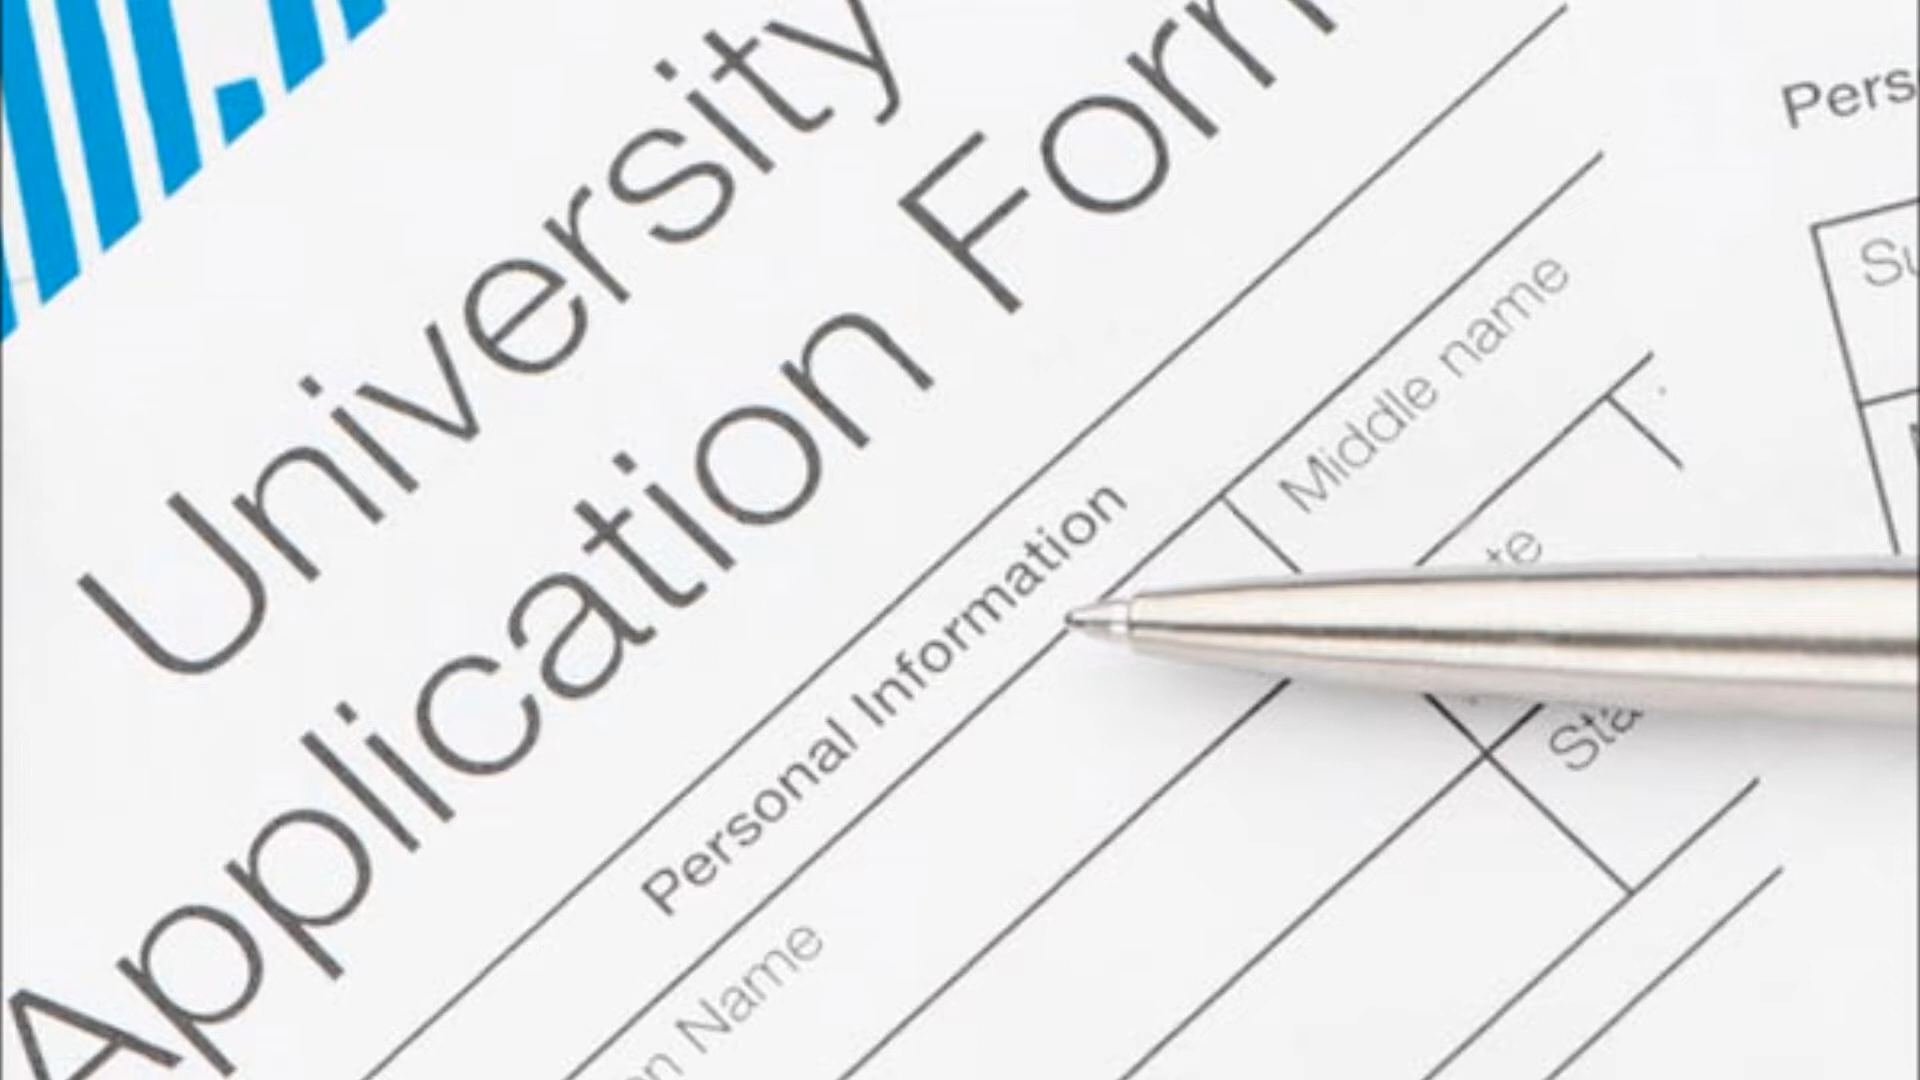 University
Application Form
Personal Information
Middle name
Name